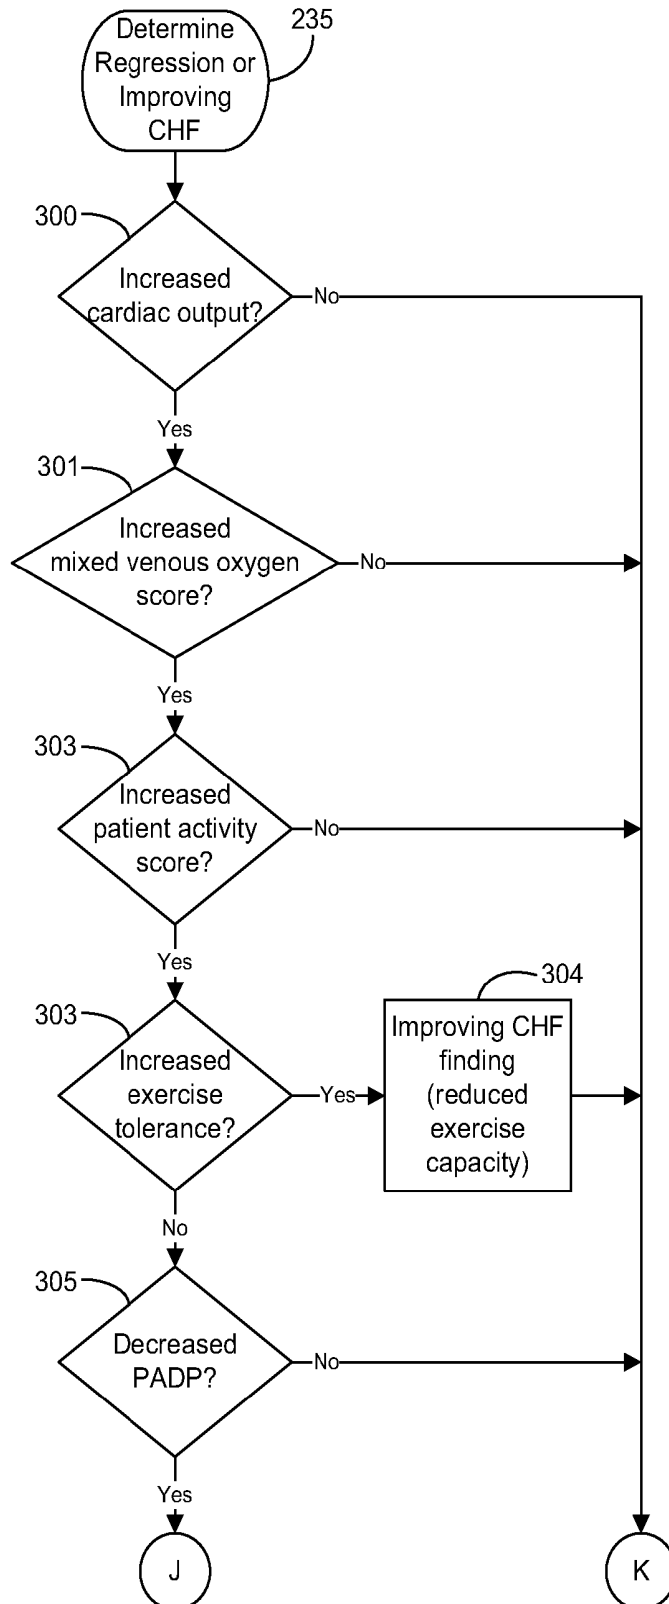 Determine
Regression or
Improving
CHF
235
300
Increased
cardiac output?
No
Yes
301
Increased
mixed venous oxygen
score?
No
Yes
303
Increased
patient activity
score?
No
Yes
303
Increased
exercise
tolerance?
Yes
304
Improving CHF
finding
(reduced
exercise
capacity)
No
305
Decreased
PADP?
No
Yes
J
K